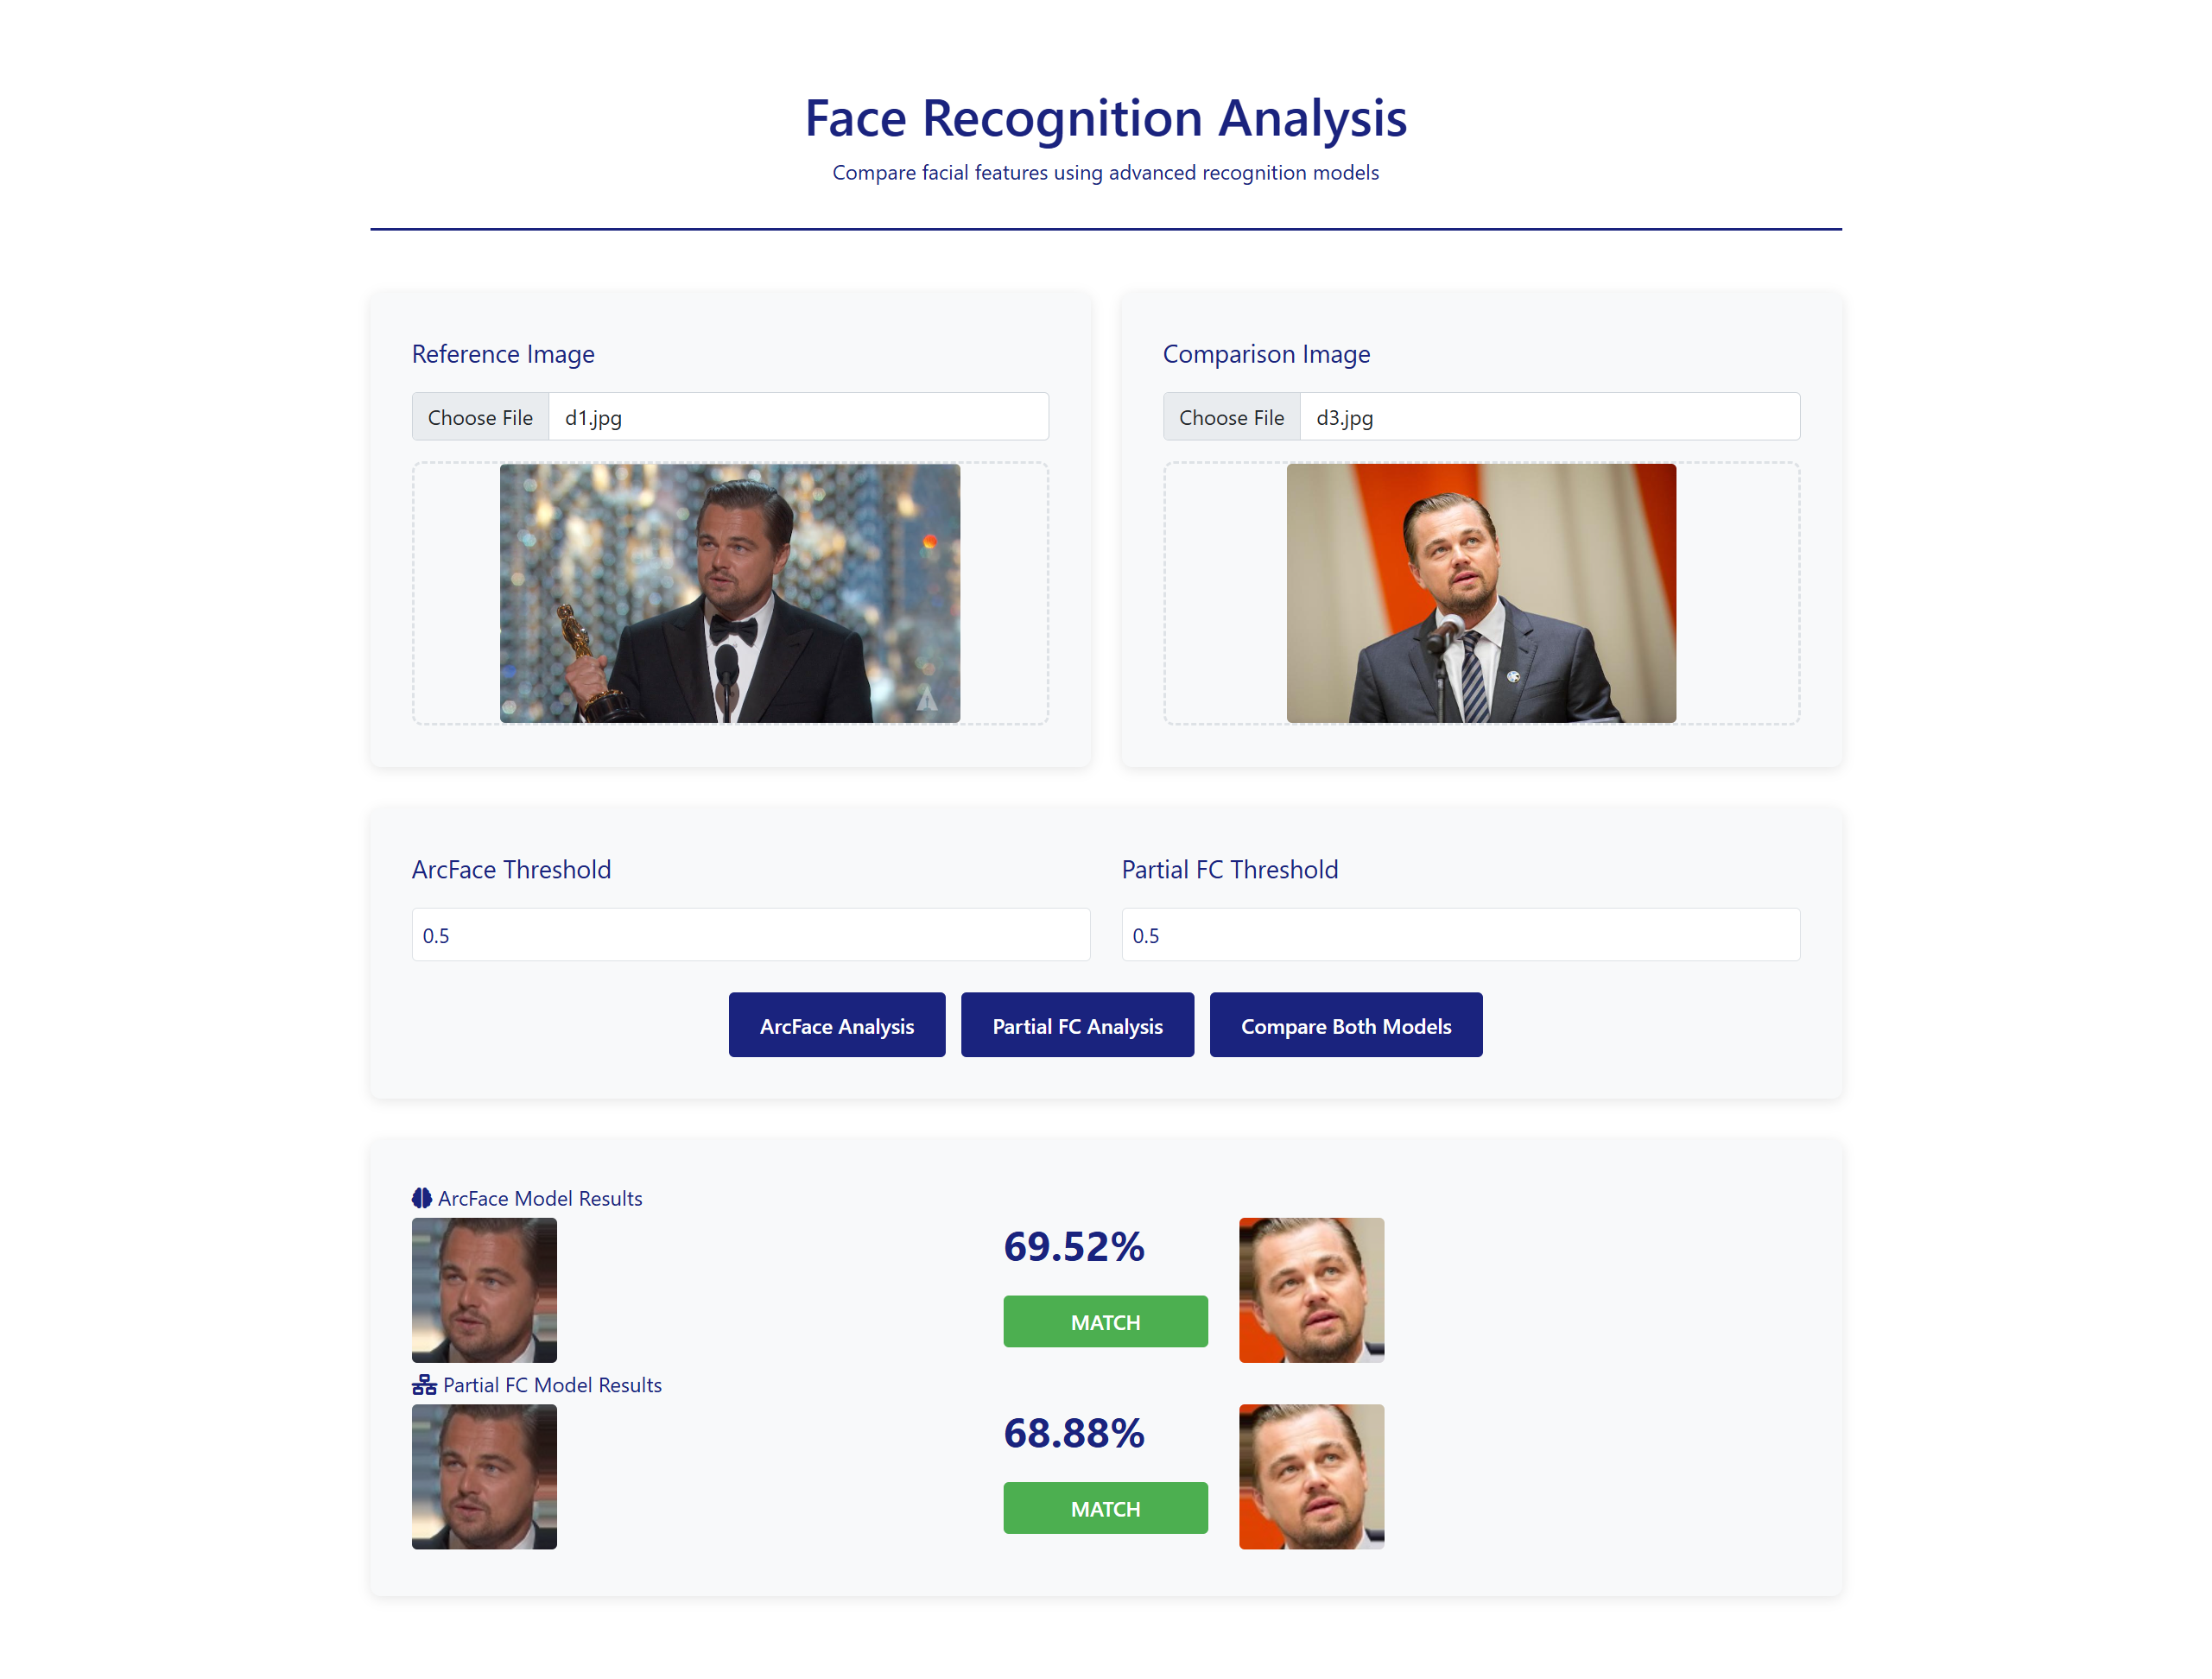 Face Recognition Analysis
Compare facial features using advanced recognition models
Reference Image
Choose File d1.jpg
Comparison Image
Choose File d3.jpg
ArcFace Threshold
0.5
Partial FC Threshold
0.5
ArcFace Analysis
Partial FC Analysis
Compare Both Models
ArcFace Model Results
69.52%
MATCH
Partial FC Model Results
68.88%
MATCH